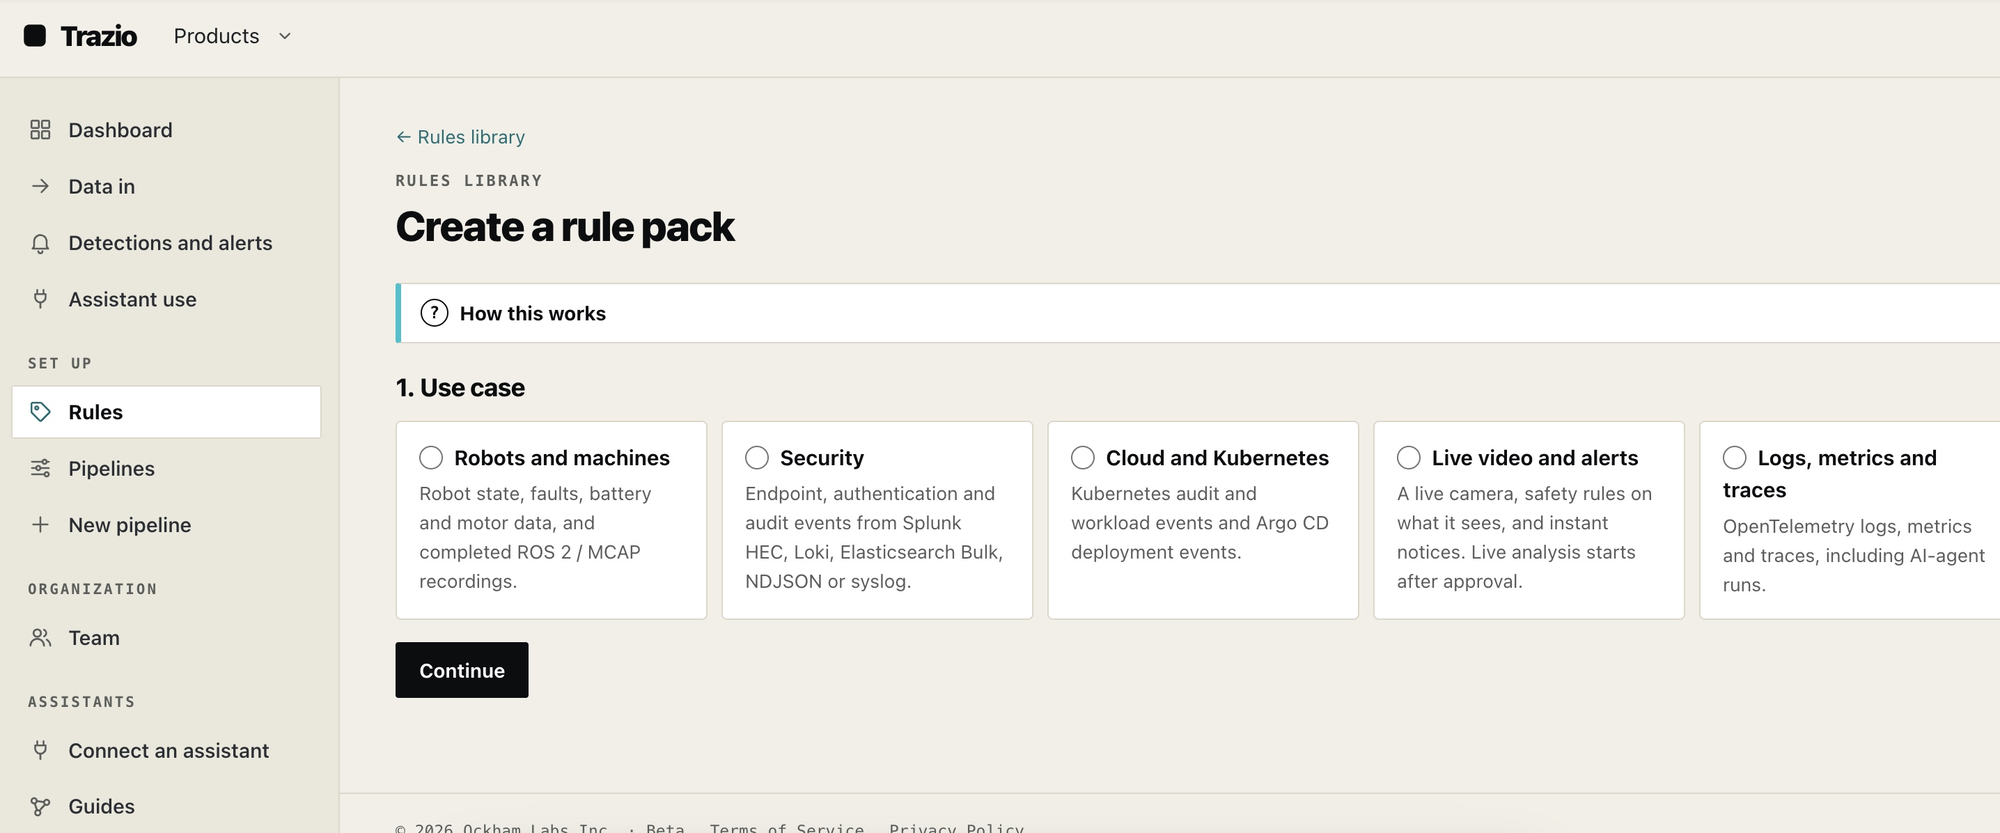 Trazio
Products
Dashboard
Data in
Detections and alerts
Assistant use
SET UP
Rules
Pipelines
New pipeline
ORGANIZATION
Team
ASSISTANTS
Connect an assistant
Guides
← Rules library
RULES LIBRARY
Create a rule pack
? How this works
1. Use case
Robots and machines
Robot state, faults, battery
and motor data, and
completed ROS 2 / MCAP
recordings.
Security
Endpoint, authentication and
audit events from Splunk
HEC, Loki, Elasticsearch Bulk,
NDJSON or syslog.
Cloud and Kubernetes
Kubernetes audit and
workload events and Argo CD
deployment events.
Live video and alerts
A live camera, safety rules on
what it sees, and instant
notices. Live analysis starts
after approval.
Logs, metrics and
traces
OpenTelemetry logs, metrics
and traces, including AI-agent
runs.
Continue
© 2026 Ockham Labs Inc. · Beta Terms of Service Privacy Policy